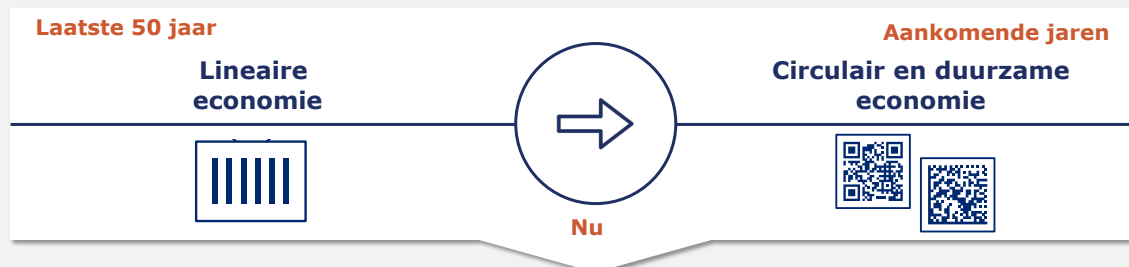 Laatste 50 jaar
Aankomende jaren
Lineaire
economie
Circulair en duurzame
economie
Nu